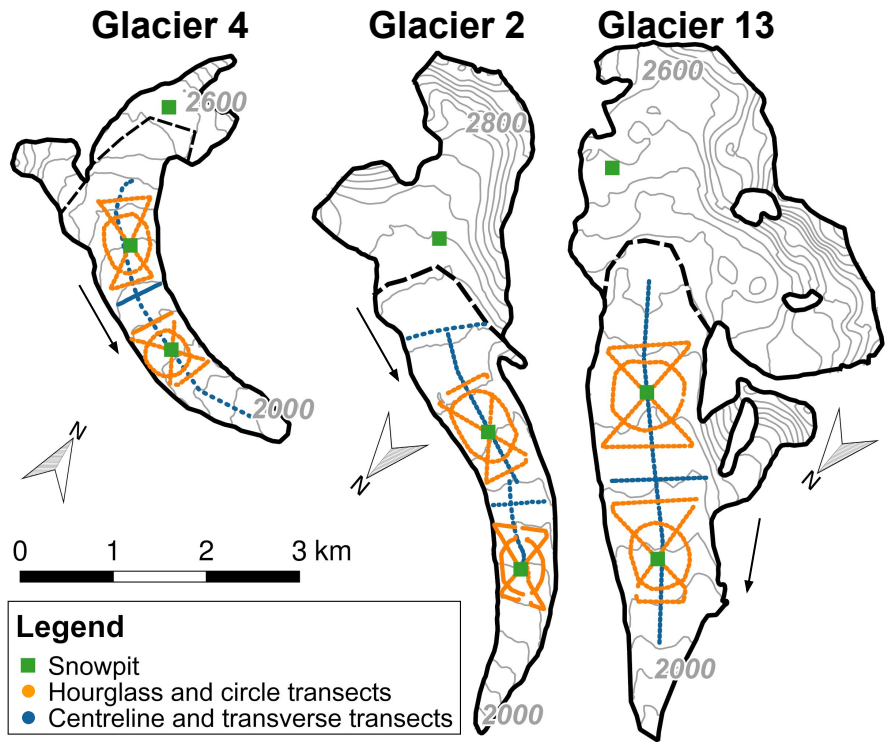 Glacier 4 Glacier 2 Glacier 13
2600 2800 2600
2000
N N N
0 1 2 3 km
Legend
Snowpit
Hourglass and circle transects
Centreline and transverse transects
2000 2000